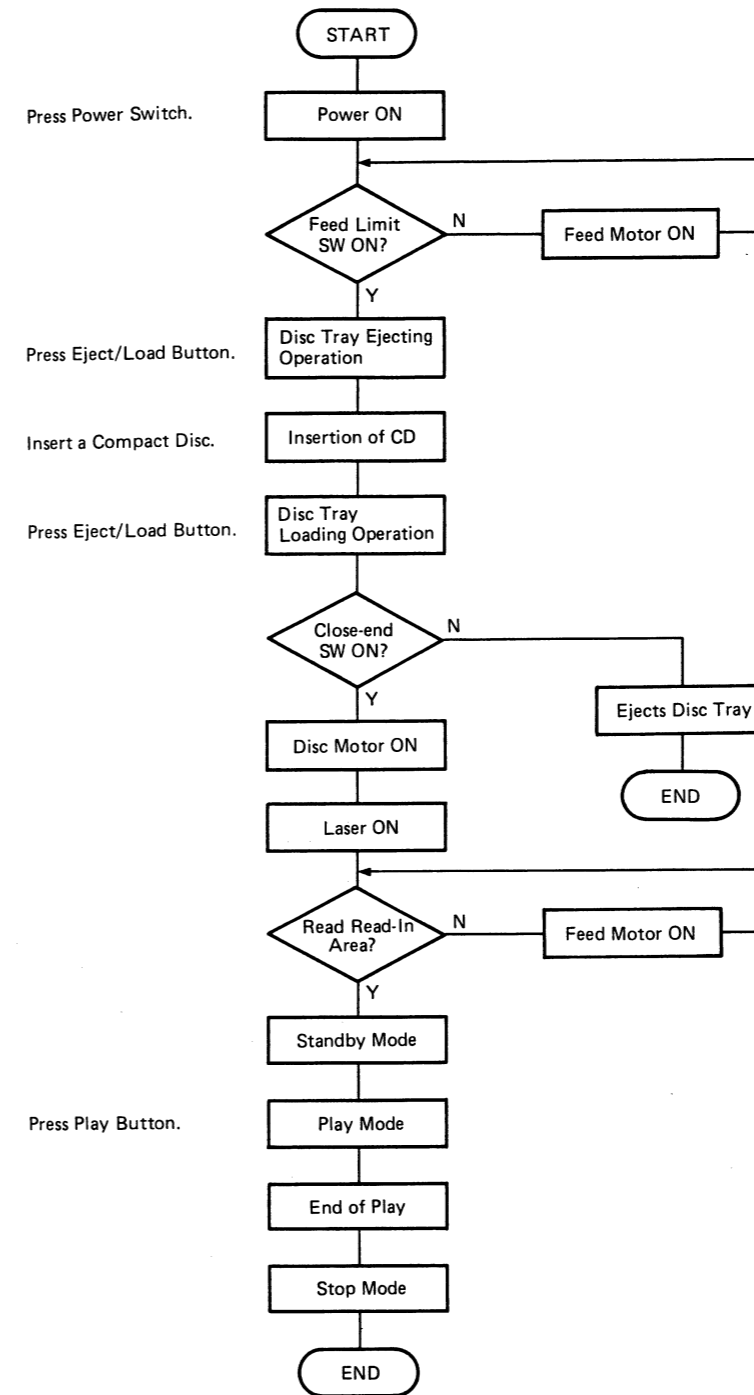 START
Press Power Switch.
Power ON
Feed Limit
SW ON?
N
Feed Motor ON
Y
Press Eject/Load Button.
Disc Tray Ejecting
Operation
Insert a Compact Disc.
Insertion of CD
Press Eject/Load Button.
Disc Tray
Loading Operation
Close-end
SW ON?
N
Y
Ejects Disc Tray
Disc Motor ON
END
Laser ON
Read Read-In
Area?
N
Feed Motor ON
Y
Standby Mode
Press Play Button.
Play Mode
End of Play
Stop Mode
END